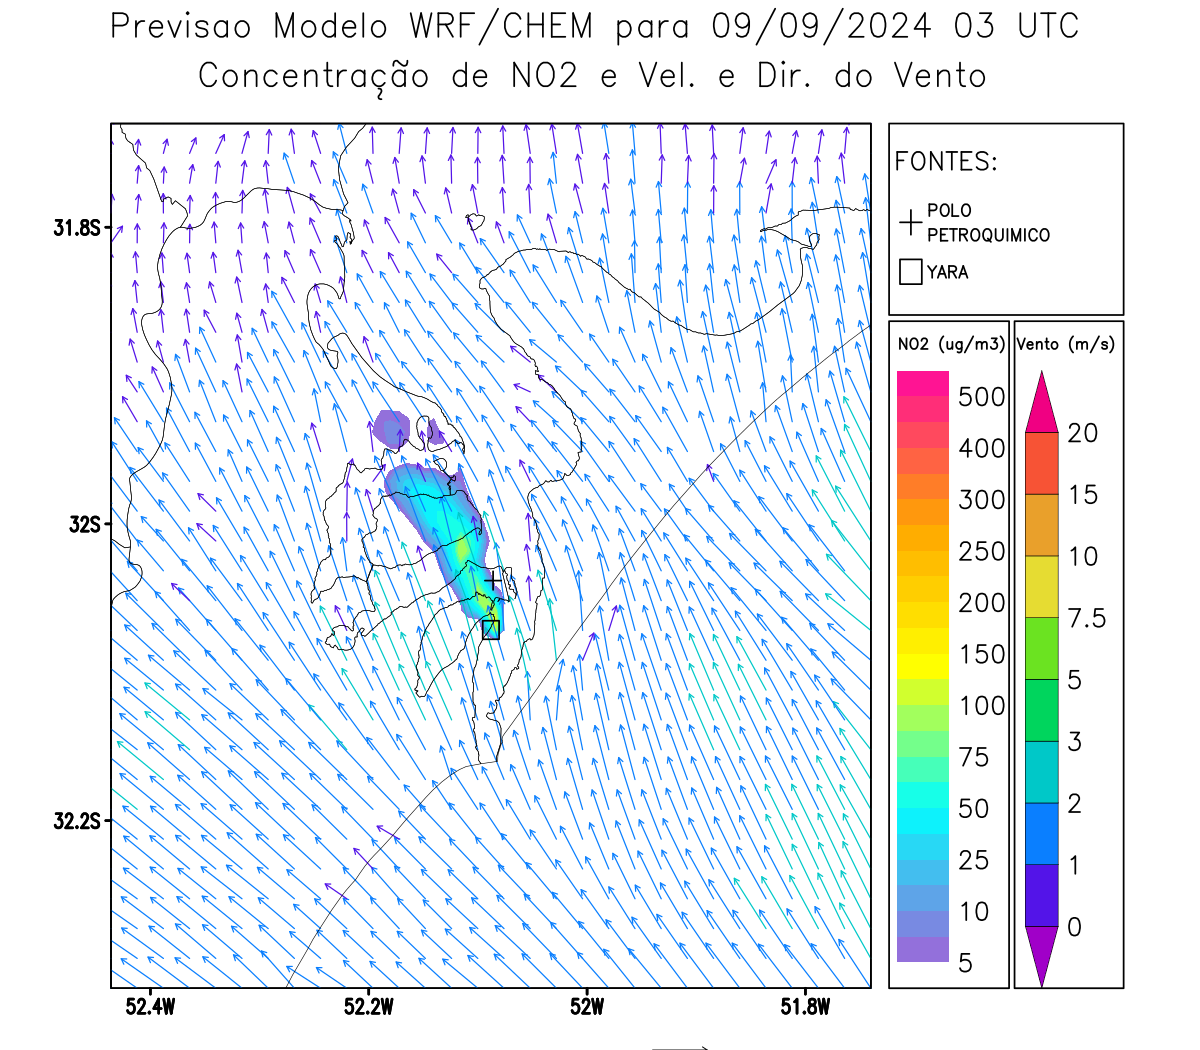 Previsao Modelo WRF/CHEM para 09/09/2024 03 UTC
Concentração de NO2 e Vel. e Dir. do Vento
FONTES:
POLO
PETROQUIMICO
YARA
NO2 (ug/m3)
500
400
300
250
200
150
100
75
50
25
10
5
Vento (m/s)
20
15
10
7.5
5
3
2
1
0
31.8S
32S
32.2S
52.4W
52.2W
52W
51.8W